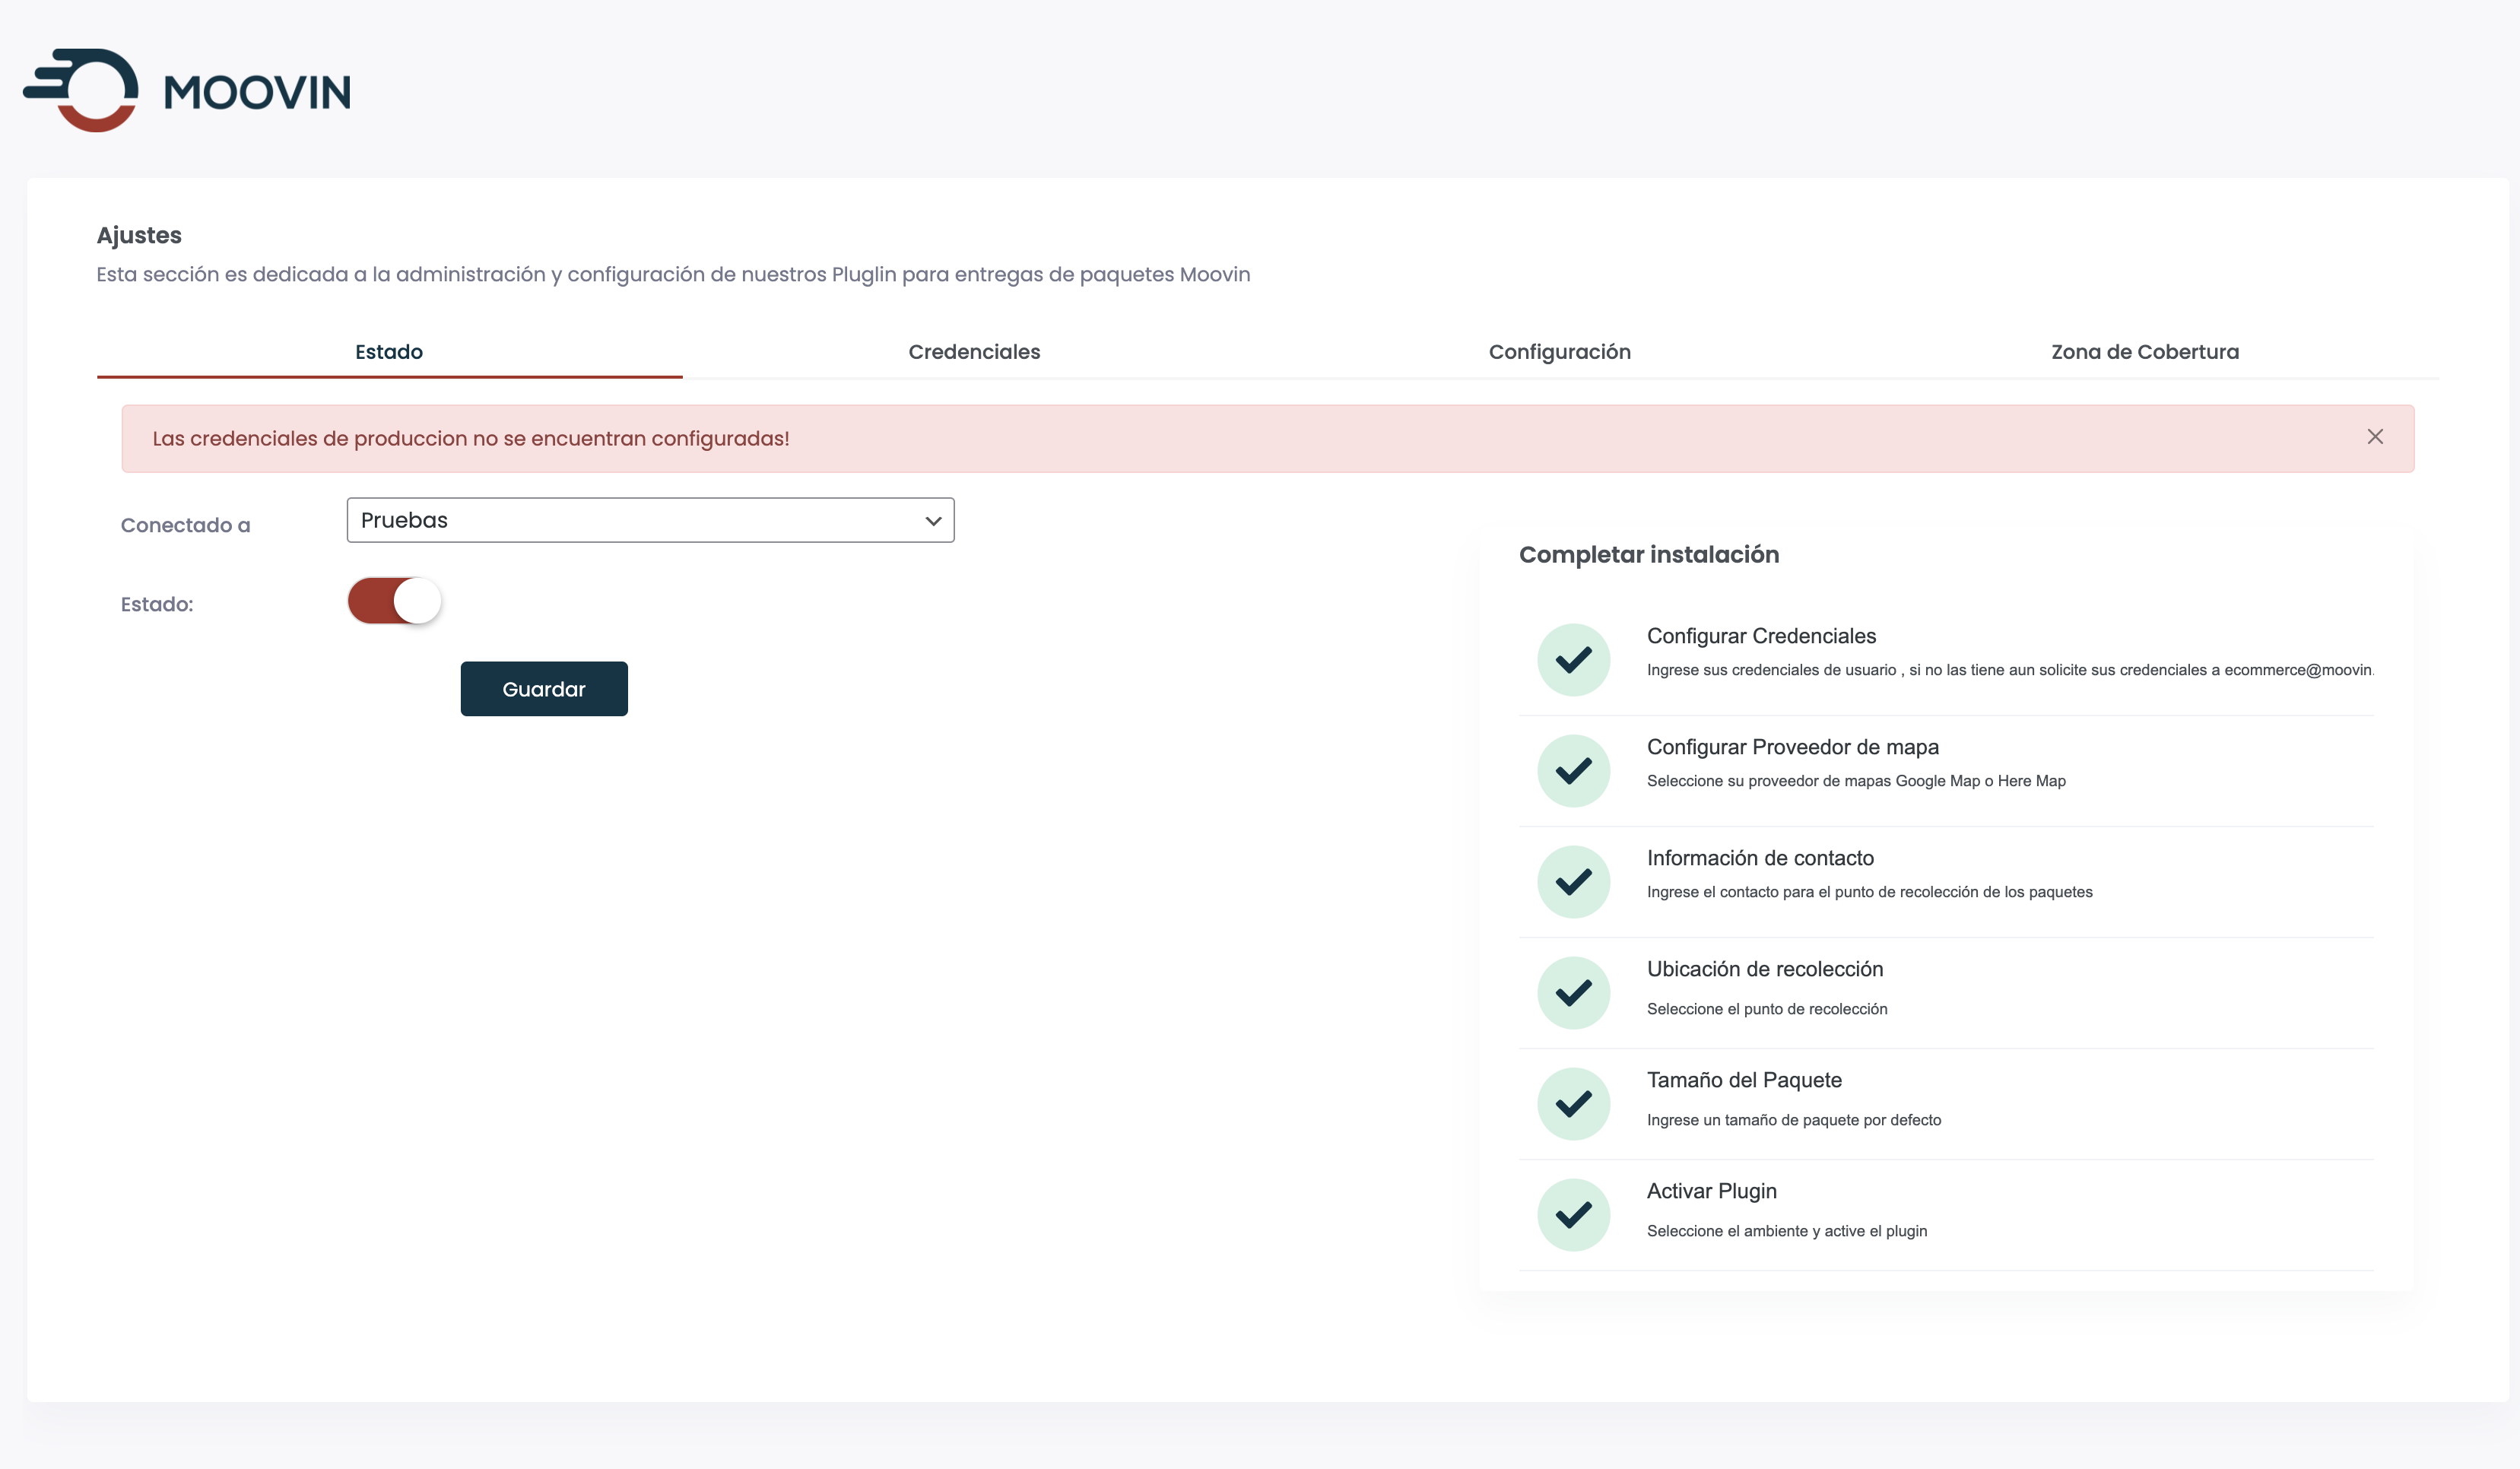 MOOVIN
Ajustes
Esta sección es dedicada a la administración y configuración de nuestros Pluglin para entregas de paquetes Moovin
Estado
Credenciales
Configuración
Zona de Cobertura
Las credenciales de produccion no se encuentran configuradas!
Conectado a
Pruebas
Estado:
Guardar
Completar instalación
Configurar Credenciales
Ingrese sus credenciales de usuario , si no las tiene aun solicite sus credenciales a ecommerce@moovin.
Configurar Proveedor de mapa
Seleccione su proveedor de mapas Google Map o Here Map
Información de contacto
Ingrese el contacto para el punto de recolección de los paquetes
Ubicación de recolección
Seleccione el punto de recolección
Tamaño del Paquete
Ingrese un tamaño de paquete por defecto
Activar Plugin
Seleccione el ambiente y active el plugin